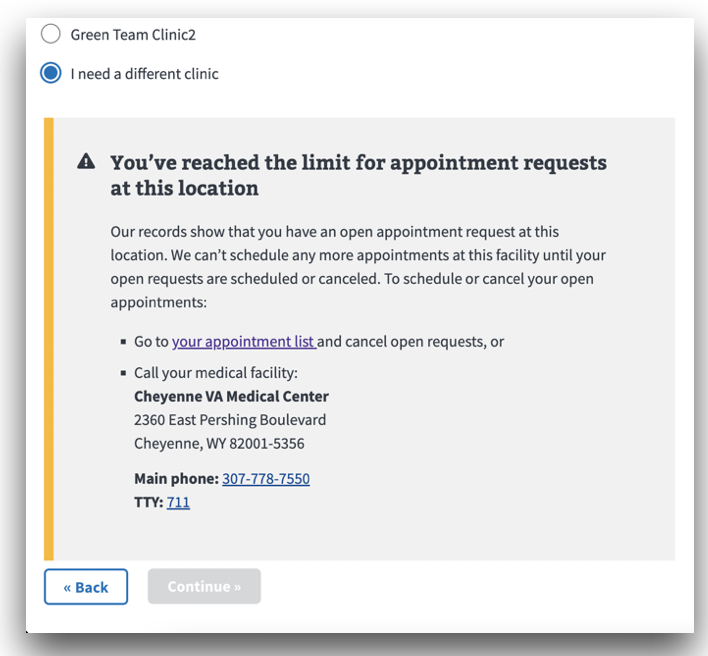 Green Team Clinic2
I need a different clinic
You’ve reached the limit for appointment requests
at this location
Our records show that you have an open appointment request at this
location. We can’t schedule any more appointments at this facility until your
open requests are scheduled or canceled. To schedule or cancel your open
appointments:
▪ Go to your appointment list and cancel open requests, or
▪ Call your medical facility:
Cheyenne VA Medical Center
2360 East Pershing Boulevard
Cheyenne, WY 82001-5356
Main phone: 307-778-7550
TTY: 711
« Back
Continue »